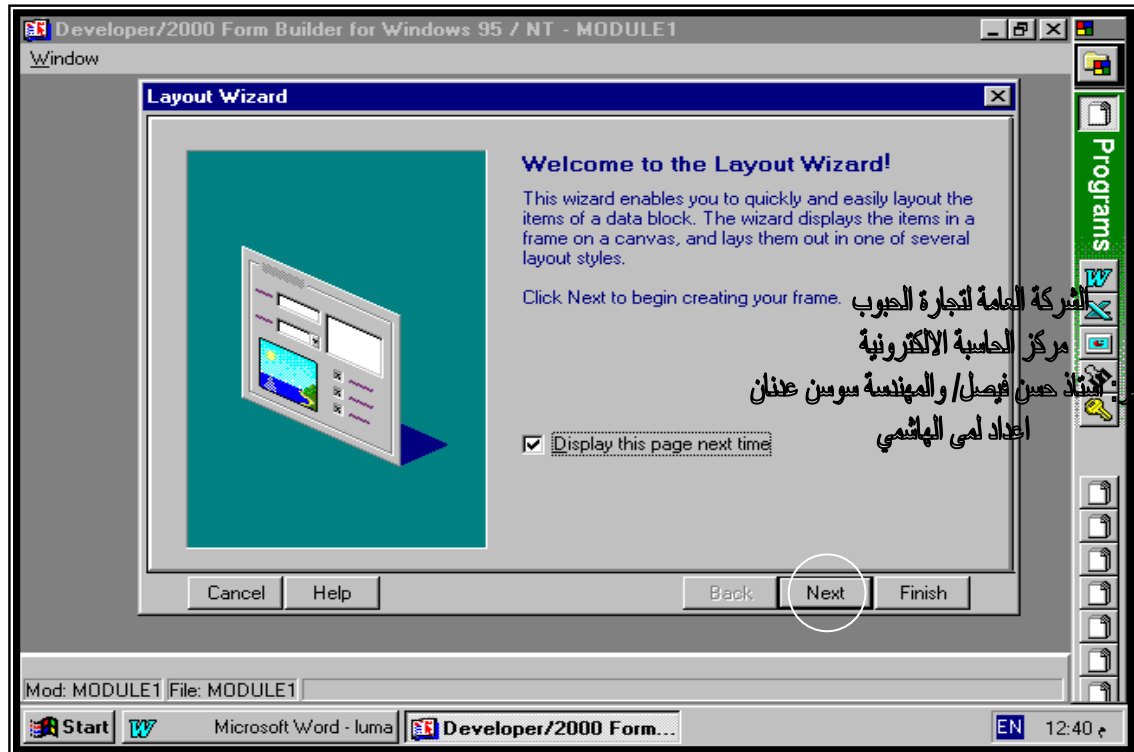 Developer/2000 Form Builder for Windows 95 / NT - MODULE1
Window
Layout Wizard
Welcome to the Layout Wizard!
This wizard enables you to quickly and easily layout the
items of a data block. The wizard displays the items in a
frame on a canvas, and lays them out in one of several
layout styles.
Click Next to begin creating your frame.
الشركة العامة لتجارة الحبوب
مركز الحاسبة الالكترونية
حسن فيصل/ والمهندسة سوسن عدنان
اعداد لمى الهاشمي
Display this page next time
Cancel Help Back Next Finish
Programs
Mod: MODULE1 File: MODULE1
Start Microsoft Word - luma Developer/2000 Form... EN 12:40 م